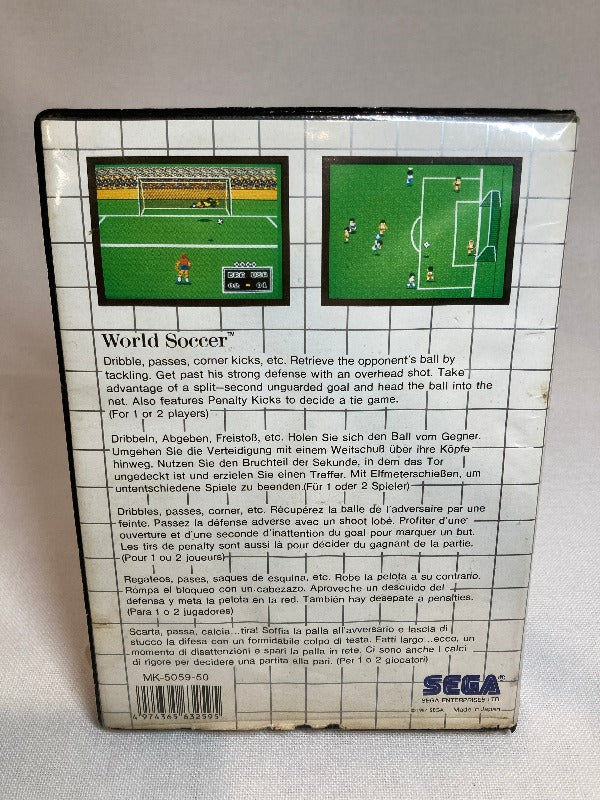 02 - 01
World Soccer™
Dribble, passes, corner kicks, etc. Retrieve the opponent's ball by
tackling. Get past his strong defense with an overhead shot. Take
advantage of a split-second unguarded goal and head the ball into the
net. Also features Penalty Kicks to decide a tie game.
(For 1 or 2 players)
Dribbeln, Abgeben, Freistoß, etc. Holen Sie sich den Ball vom Gegner.
Umgehen Sie die Verteidigung mit einem Weitschuß über ihre Köpfe
hinweg. Nutzen Sie den Bruchteil der Sekunde, in dem das Tor
ungedeckt ist und erzielen Sie einen Treffer. Mit Elfmeterschießen, um
untentschiedene Spiele zu beenden.(Für 1 oder 2 Spieler)
Dribbles, passes, corner, etc. Récupérez la balle de l'adversaire par une
feinte. Passez la défense adverse avec un shoot lobé. Profiter d'une
ouverture et d'une seconde d'inattention du goal pour marquer un but.
Les tirs de penalty sont aussi là pour décider du gagnant de la partie.
(Pour 1 ou 2 joueurs)
Regateos, pases, saques de esquina, etc. Robe la pelota a su contrario.
Rompa el bloqueo con un cabezazo. Aproveche un descuido del
defensa y meta la pelota en la red. También hay desepate a penalties.
(Para 1 o 2 jugadores)
Scarta, passa, calcia...tira! Soffia la palla all'avversario e lascia di
stucco la difesa con un formidabile colpo di testa. Fatti largo...ecco, un
momento di disattenzioni e spari la palla in rete. Ci sono anche i calci
di rigore per decidere una partita alla pari. (Per 1 o 2 giocatori)
MK-5059-50
4 974365 632595
SEGA®
SEGA ENTERPRISES LTD.
SEGA Made in Japan